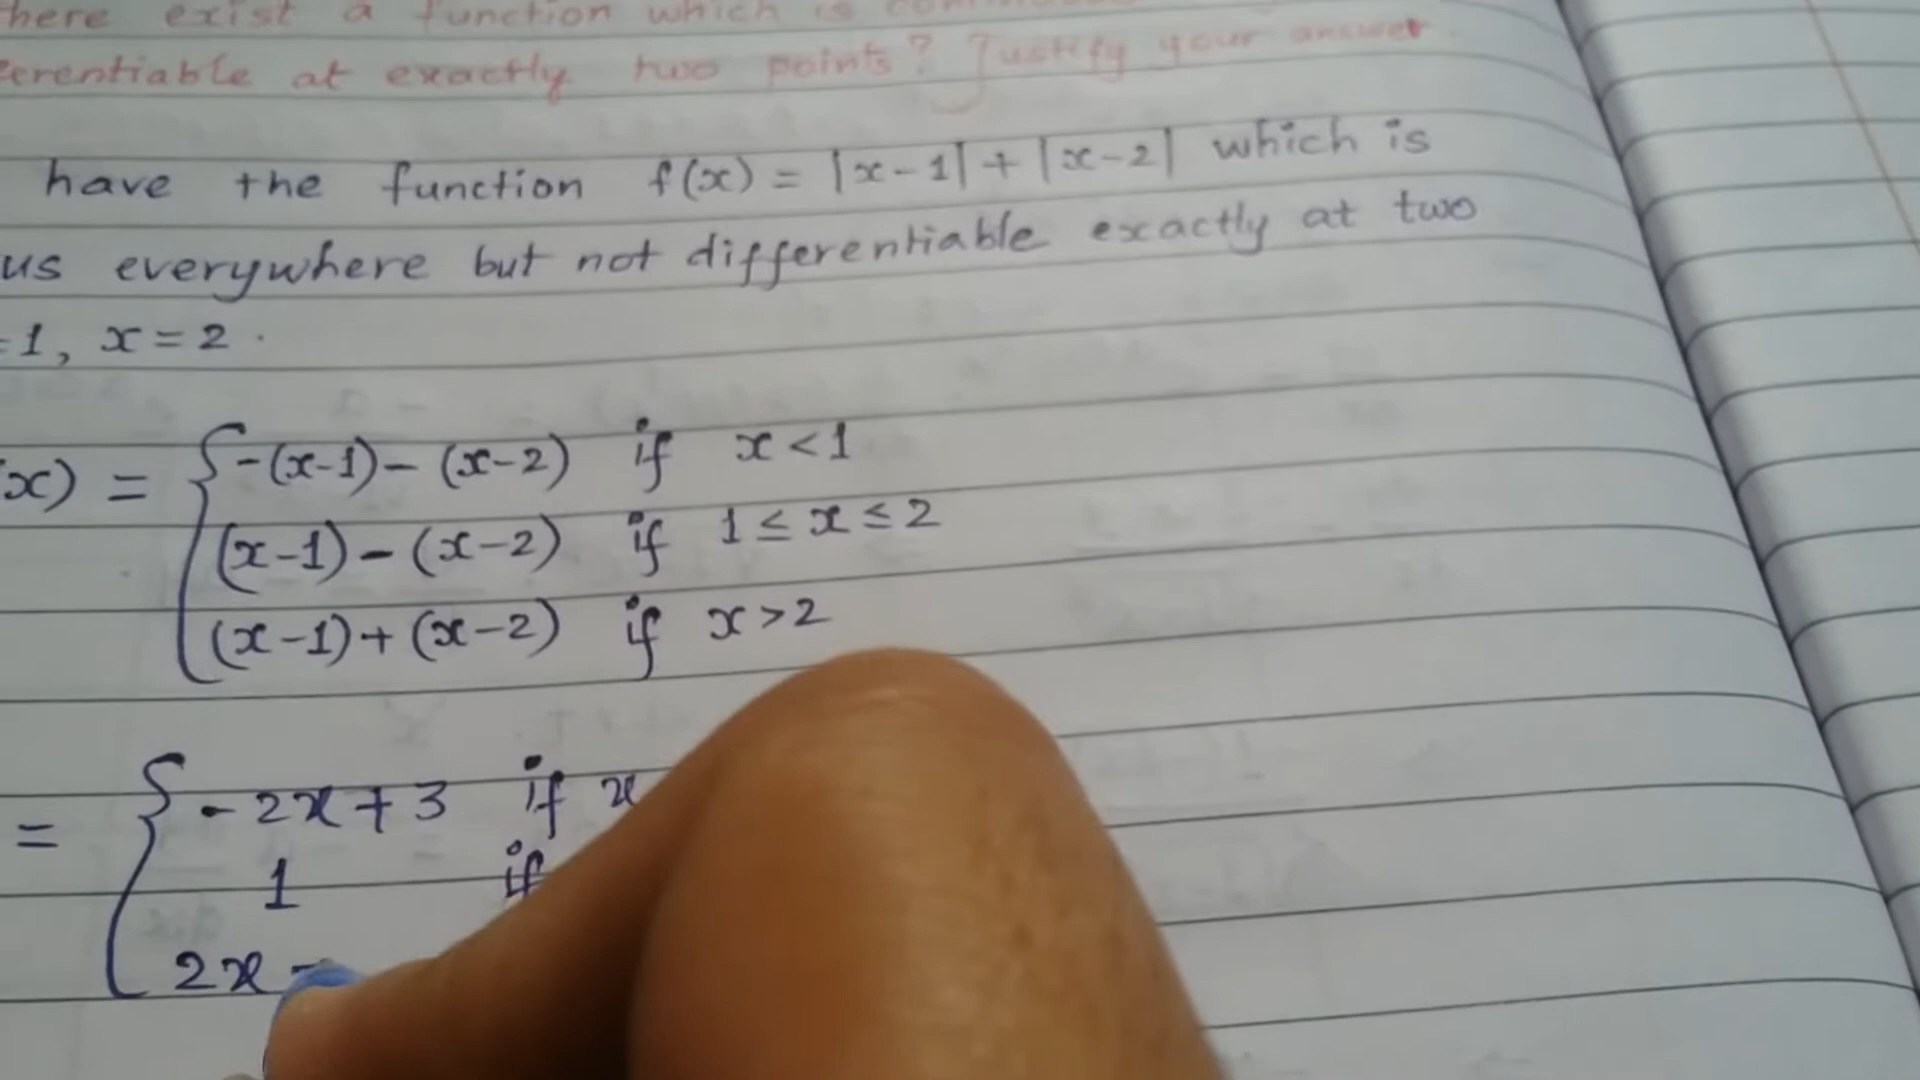 here exist a function which is
erentiable at exactly two points? Justify your answer
have the function f(x) = |x-1| + |x-2| which is
us everywhere but not differentiable exactly at two
=1, x=2.
x) = { -(x-1) - (x-2) if x < 1
(x-1) - (x-2) if 1 ≤ x ≤ 2
(x-1) + (x-2) if x > 2
= { -2x+3 if x
1 if
2x -